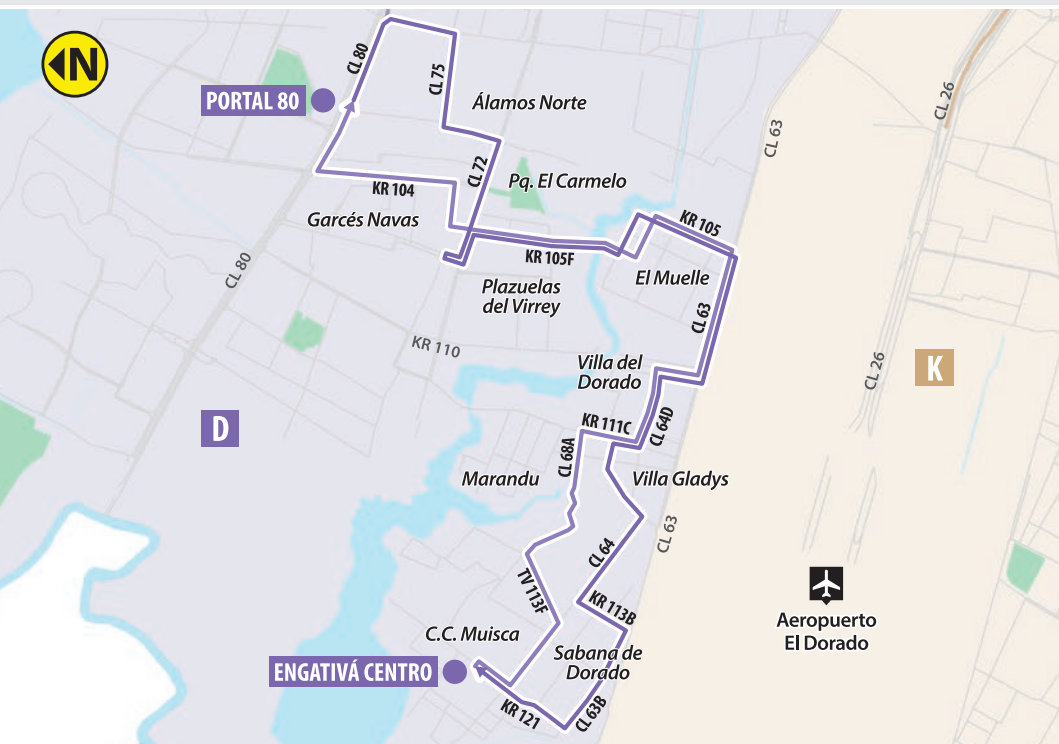 N
CL 80
PORTAL 80
CL 75
Álamos Norte
CL 72
Pq. El Carmelo
KR 104
Garcés Navas
CL 63
CL 26
KR 105
KR 105F
El Muelle
CL 80
Plazuelas
del Virrey
CL 63
KR 110
Villa del
Dorado
CL 26
K
D
KR 111C
CL 64D
CL 68A
Marandu
Villa Gladys
CL 63
CL 64
TV 113F
KR 113B
Aeropuerto
El Dorado
C.C. Muisca
Sabana de
Dorado
ENGATIVÁ CENTRO
KR 121
CL 63B